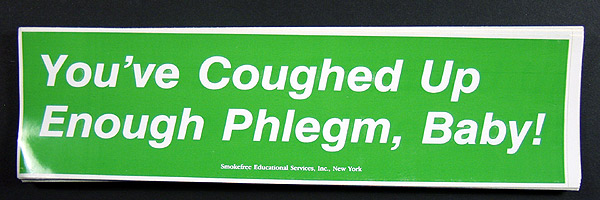 You've Coughed Up
Enough Phlegm, Baby!
Smokefree Educational Services, Inc., New York